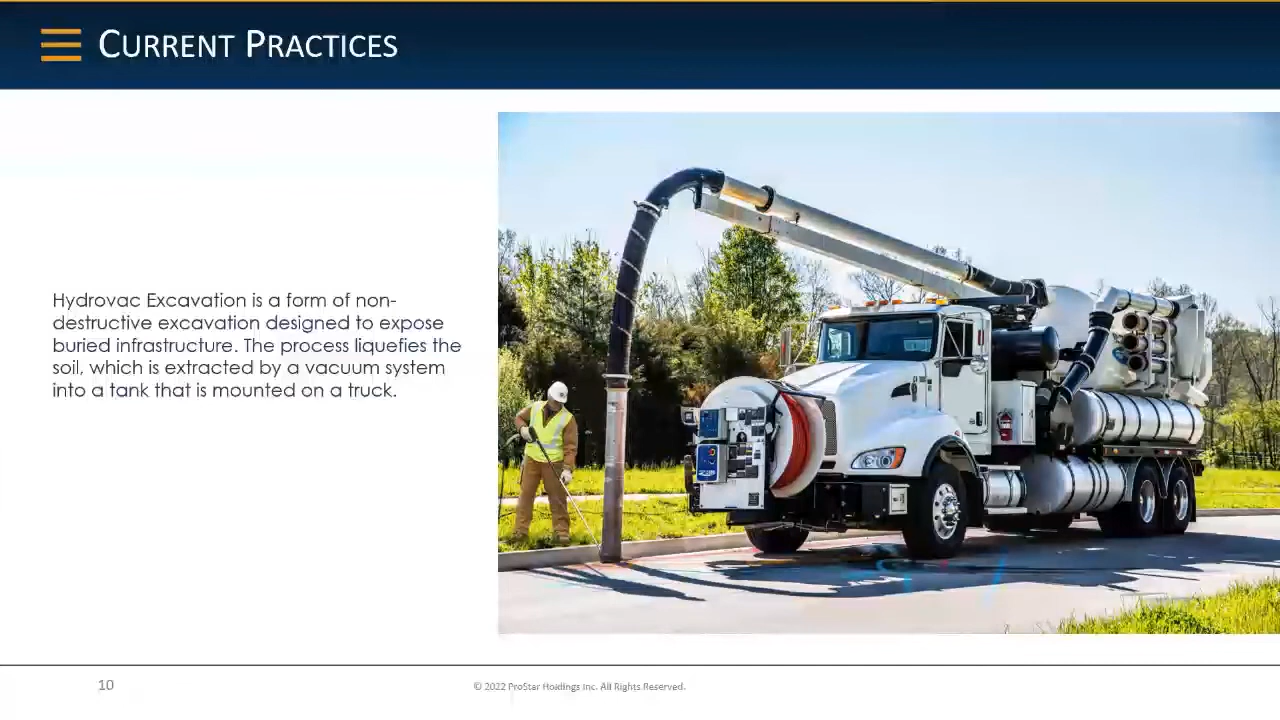 CURRENT PRACTICES
Hydrovac Excavation is a form of non-
destructive excavation designed to expose
buried infrastructure. The process liquefies the
soil, which is extracted by a vacuum system
into a tank that is mounted on a truck.
10
© 2022 ProStar Holdings Inc. All Rights Reserved.